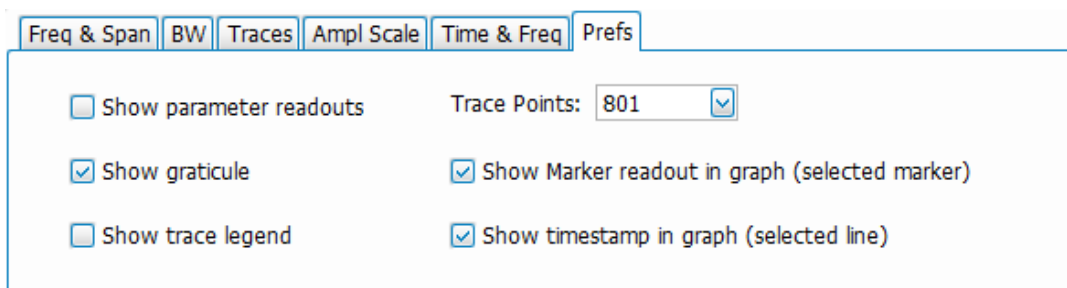 Freq & Span BW Traces Ampl Scale Time & Freq Prefs
Show parameter readouts Trace Points: 801
Show graticule Show Marker readout in graph (selected marker)
Show trace legend Show timestamp in graph (selected line)